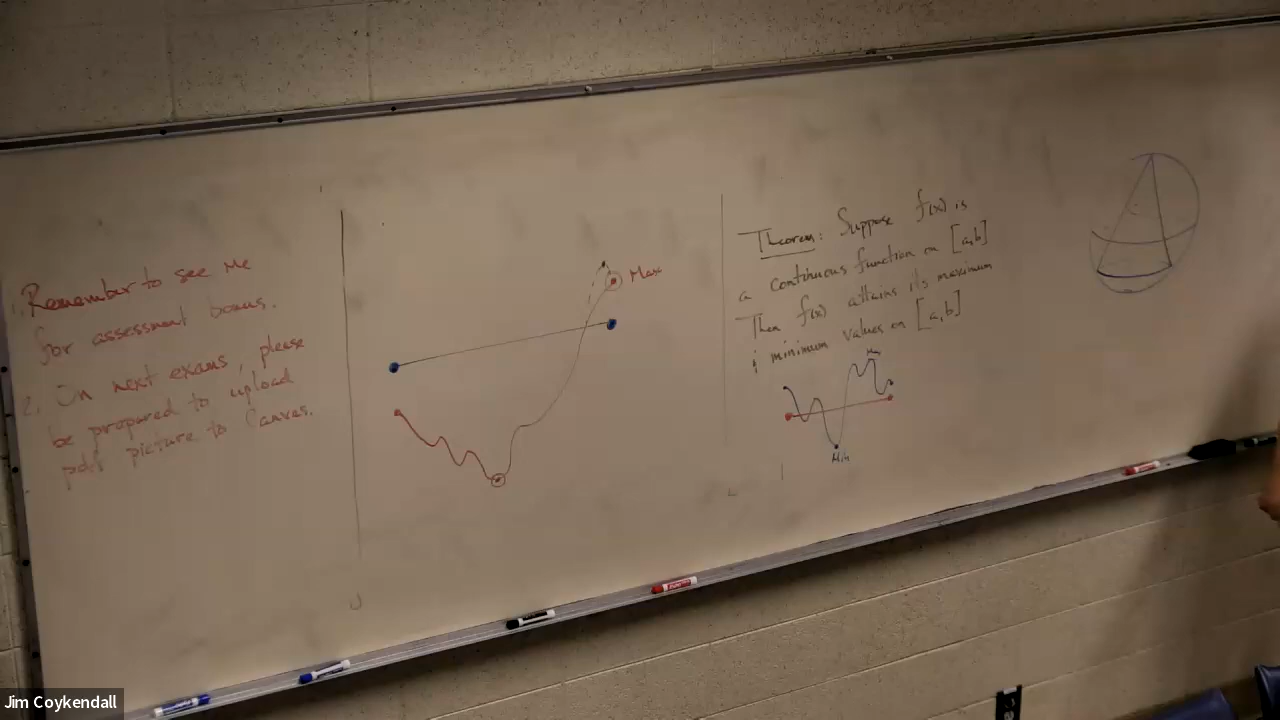 1. Remember to see me
for assessment bonus.
2. On next exams, please
be prepared to upload
pdf picture to Canvas.
Max
Theorem: Suppose f(x) is
a continuous function on [a,b]
Then f(x) attains its maximum
& minimum values on [a,b]
Max
Min
Jim Coykendall